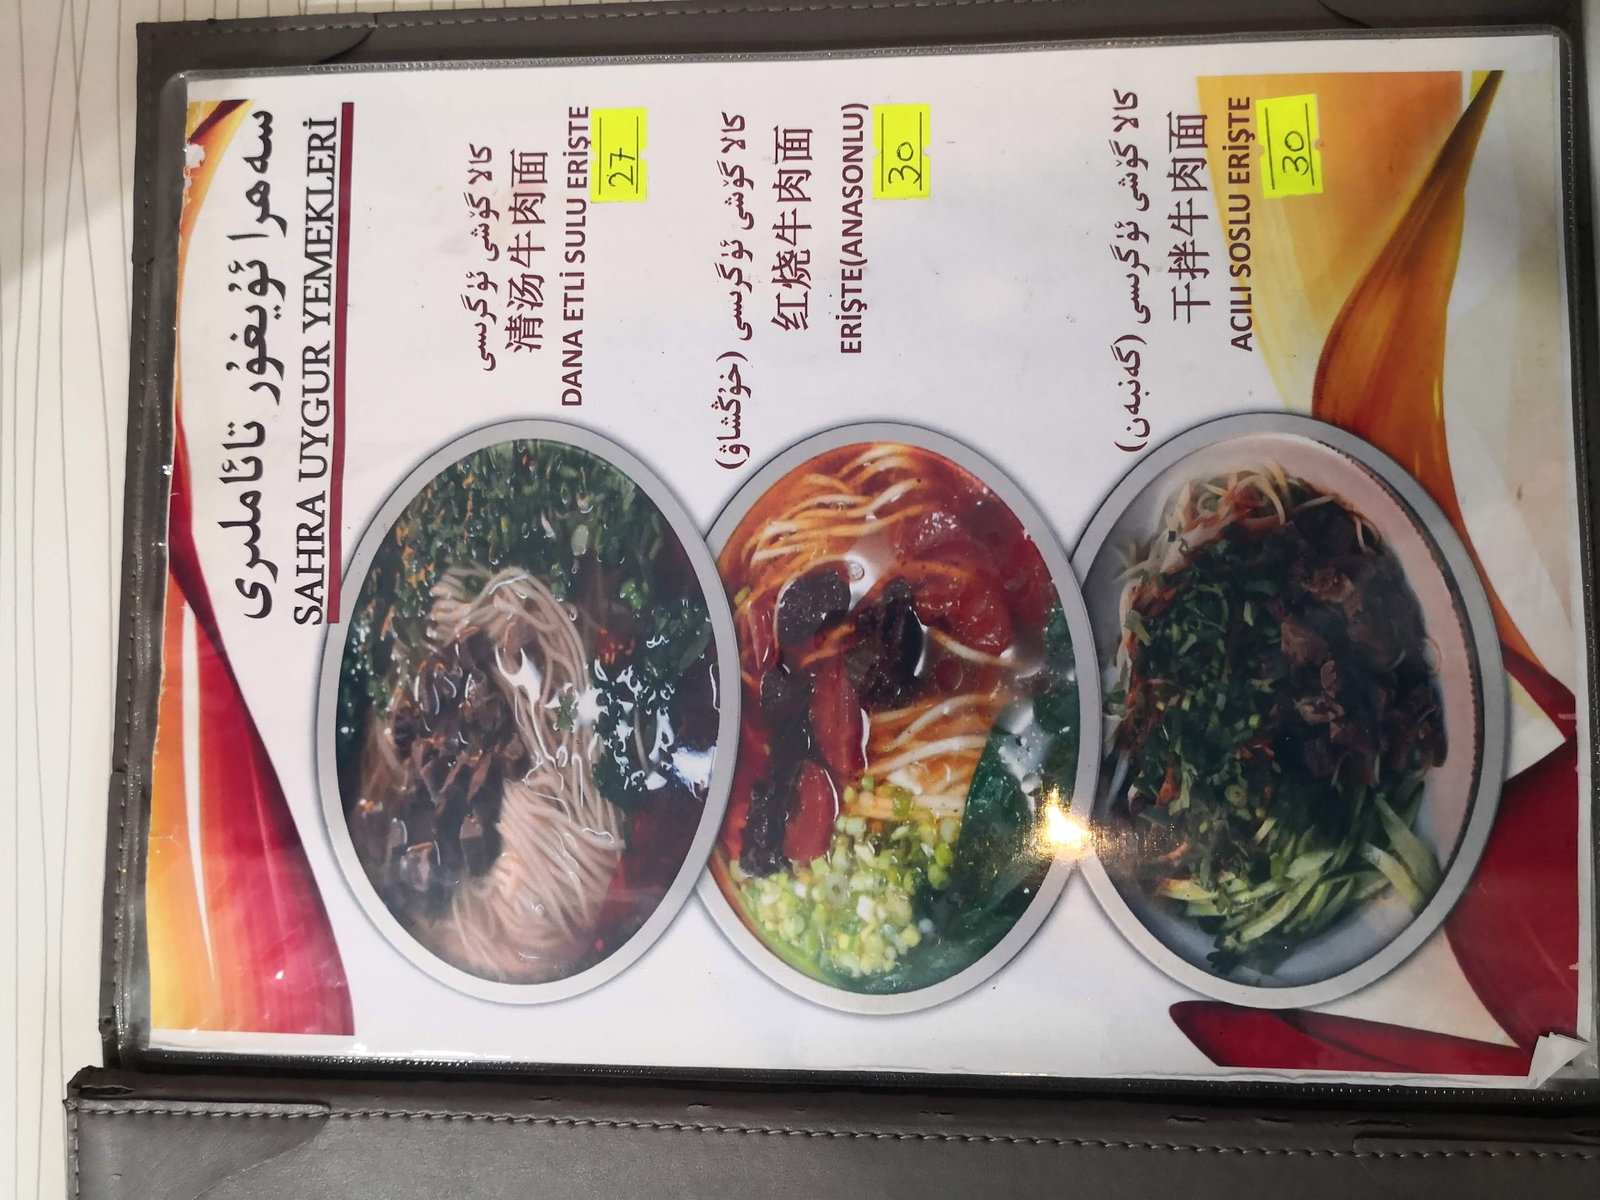 سەھرا ئۇيغۇر تائاملىرى
SAHRA UYGUR YEMEKLERİ
كالا گۆشى ئۈگرىسى
清汤牛肉面
DANA ETLİ SULU ERİŞTE
27
كالا گۆشى ئۈگرىسى (خۇڭشاۋ)
红烧牛肉面
ERİŞTE(ANASONLU)
30
كالا گۆشى ئۈگرىسى (گەنبەن)
干拌牛肉面
ACILI SOSLU ERİŞTE
30